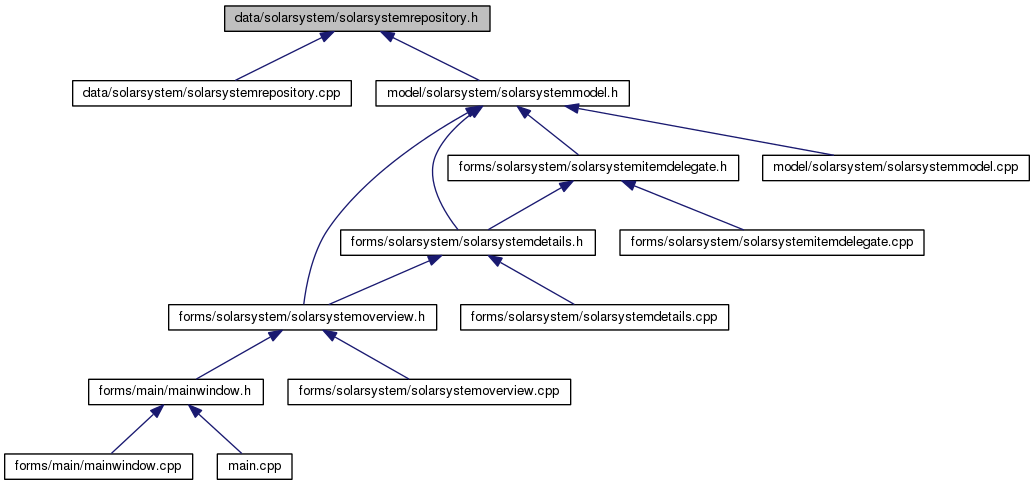 data/solarsystem/solarsystemrepository.h
data/solarsystem/solarsystemrepository.cpp
model/solarsystem/solarsystemmodel.h
forms/solarsystem/solarsystemitemdelegate.h
model/solarsystem/solarsystemmodel.cpp
forms/solarsystem/solarsystemdetails.h
forms/solarsystem/solarsystemitemdelegate.cpp
forms/solarsystem/solarsystemoverview.h
forms/solarsystem/solarsystemdetails.cpp
forms/main/mainwindow.h
forms/solarsystem/solarsystemoverview.cpp
forms/main/mainwindow.cpp
main.cpp